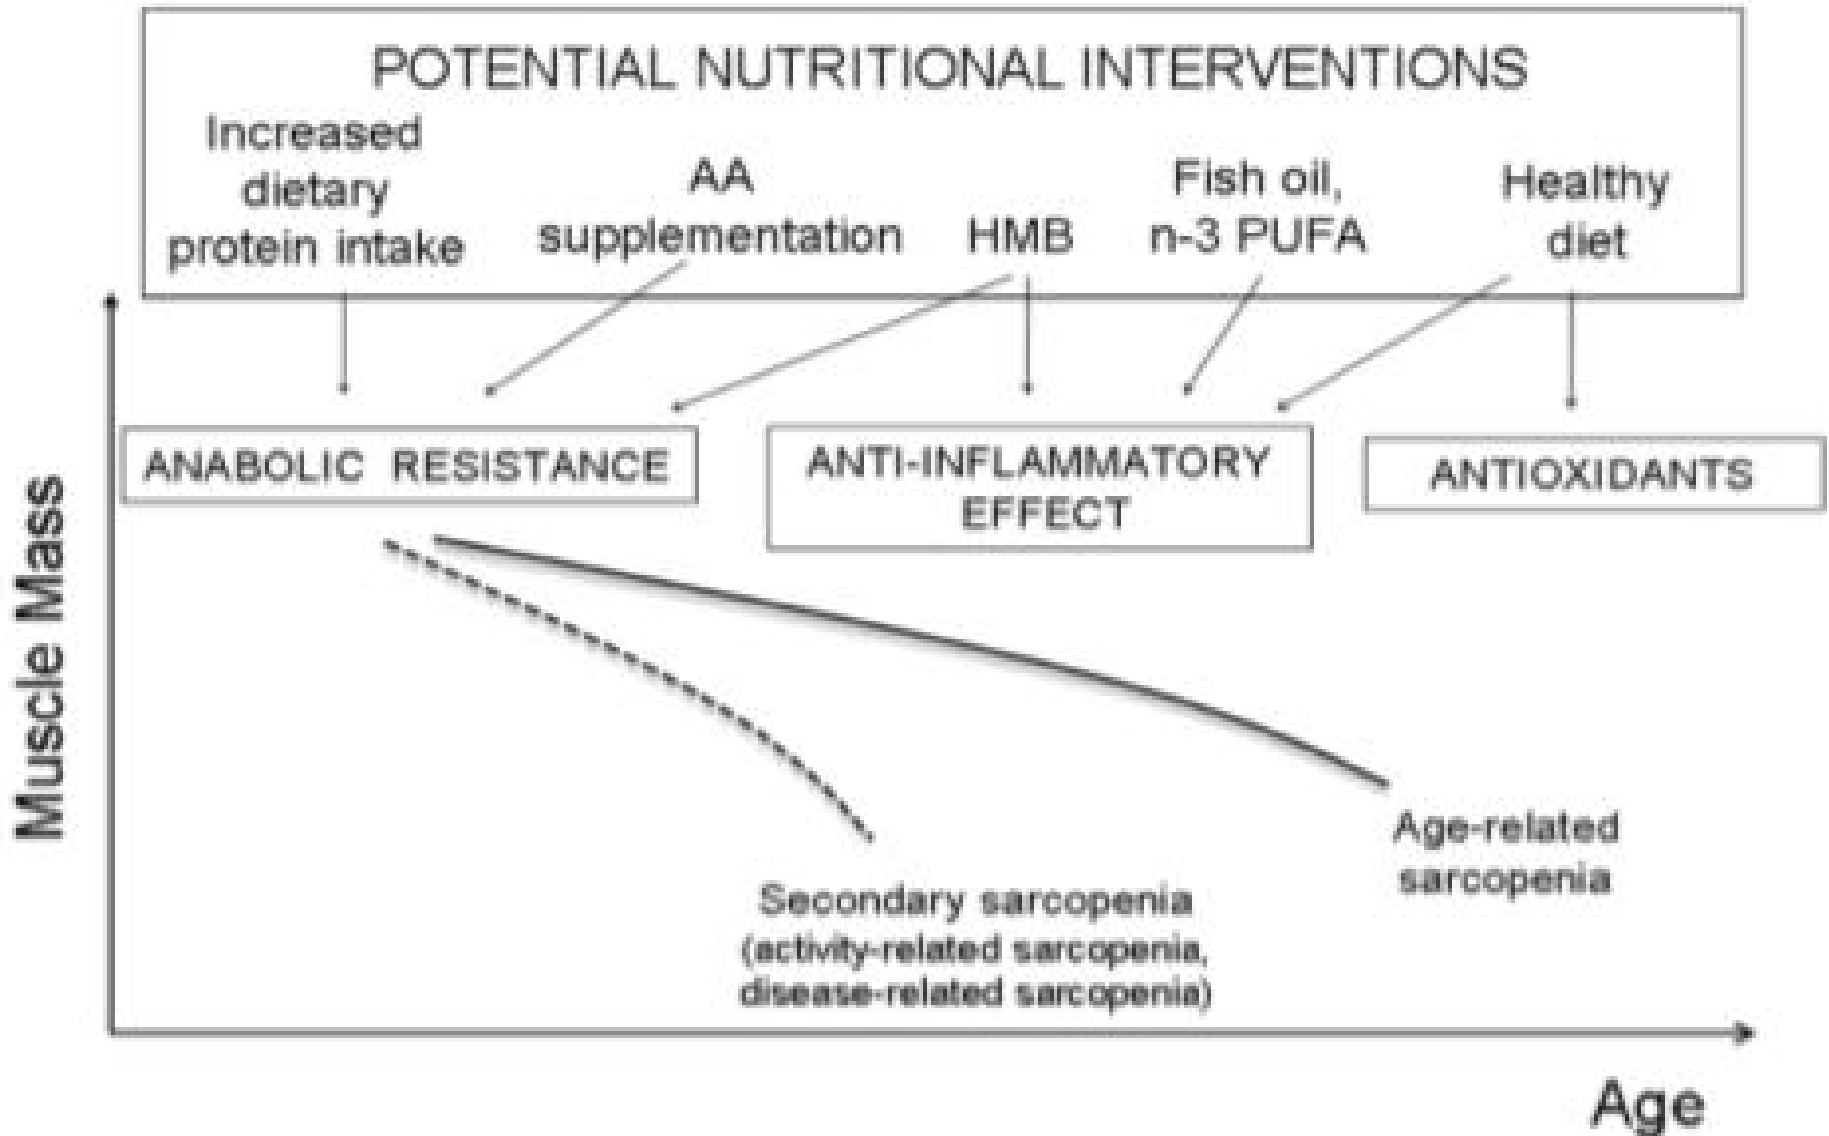 POTENTIAL NUTRITIONAL INTERVENTIONS
Increased
dietary
protein intake
AA
supplementation
HMB
Fish oil,
n-3 PUFA
Healthy
diet
ANABOLIC RESISTANCE
ANTI-INFLAMMATORY
EFFECT
ANTIOXIDANTS
Muscle Mass
Age-related
sarcopenia
Secondary sarcopenia
(activity-related sarcopenia,
disease-related sarcopenia)
Age